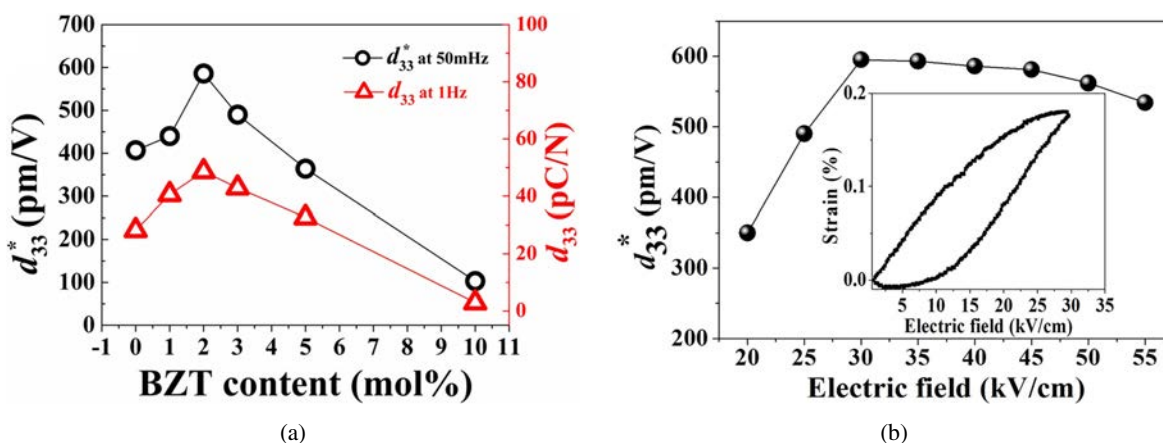 700
600
500
400
300
200
100
0
d*33 (pm/V)
d*33 at 50mHz
d33 at 1Hz
100
80
60
40
20
0
d33 (pC/N)
-1 0 1 2 3 4 5 6 7 8 9 10 11
BZT content (mol%)
(a)
600
500
400
300
200
d*33 (pm/V)
0.2
0.1
0.0
Strain (%)
5 10 15 20 25 30 35
Electric field (kV/cm)
20 25 30 35 40 45 50 55
Electric field (kV/cm)
(b)